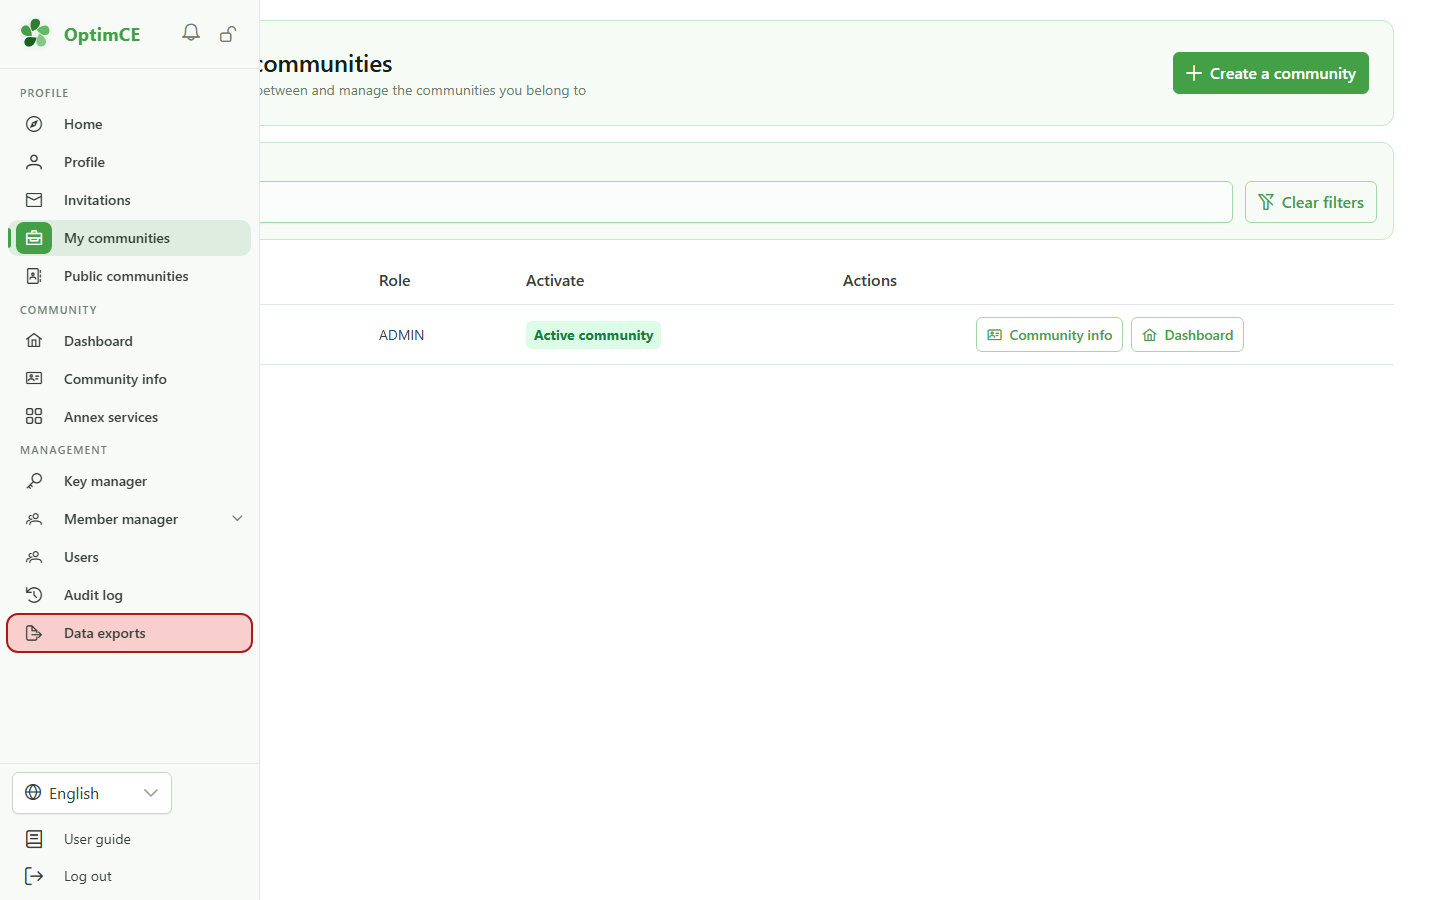 OptimCE
PROFILE
Home
Profile
Invitations
My communities
Public communities
COMMUNITY
Dashboard
Community info
Annex services
MANAGEMENT
Key manager
Member manager
Users
Audit log
Data exports
English
User guide
Log out
communities
between and manage the communities you belong to
Create a community
Clear filters
Role Activate Actions
ADMIN Active community Community info Dashboard